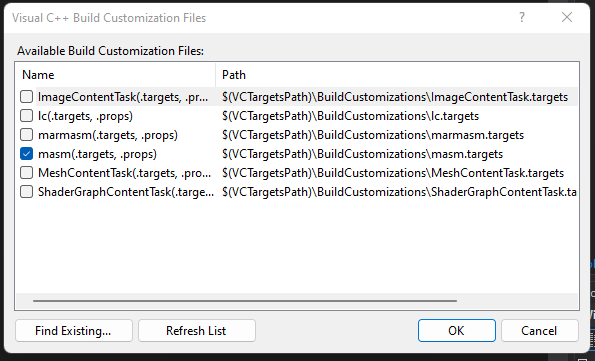 Visual C++ Build Customization Files
Available Build Customization Files:
Name Path
ImageContentTask(.targets, .pr... $(VCTargetsPath)\BuildCustomizations\ImageContentTask.targets
lc(.targets, .props) $(VCTargetsPath)\BuildCustomizations\lc.targets
marmasm(.targets, .props) $(VCTargetsPath)\BuildCustomizations\marmasm.targets
masm(.targets, .props) $(VCTargetsPath)\BuildCustomizations\masm.targets
MeshContentTask(.targets, .pro... $(VCTargetsPath)\BuildCustomizations\MeshContentTask.targets
ShaderGraphContentTask(.targe... $(VCTargetsPath)\BuildCustomizations\ShaderGraphContentTask.ta
Find Existing... Refresh List OK Cancel